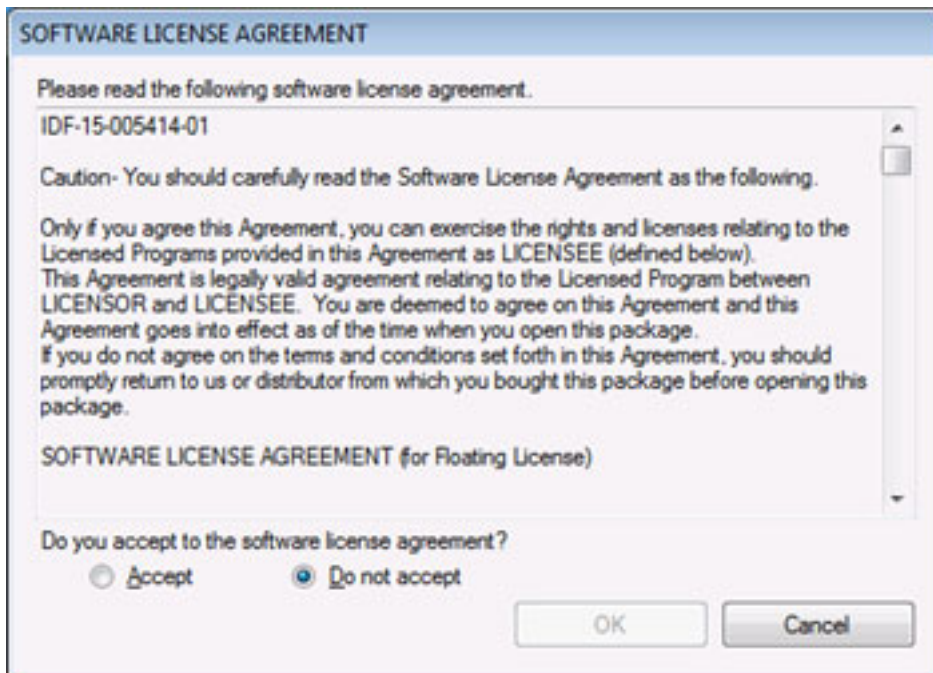 SOFTWARE LICENSE AGREEMENT
Please read the following software license agreement.
IDF-15-005414-01
Caution- You should carefully read the Software License Agreement as the following.
Only if you agree this Agreement, you can exercise the rights and licenses relating to the
Licensed Programs provided in this Agreement as LICENSEE (defined below).
This Agreement is legally valid agreement relating to the Licensed Program between
LICENSOR and LICENSEE.  You are deemed to agree on this Agreement and this
Agreement goes into effect as of the time when you open this package.
If you do not agree on the terms and conditions set forth in this Agreement, you should
promptly return to us or distributor from which you bought this package before opening this
package.
SOFTWARE LICENSE AGREEMENT (for Floating License)
Do you accept to the software license agreement?
Accept Do not accept
OK Cancel